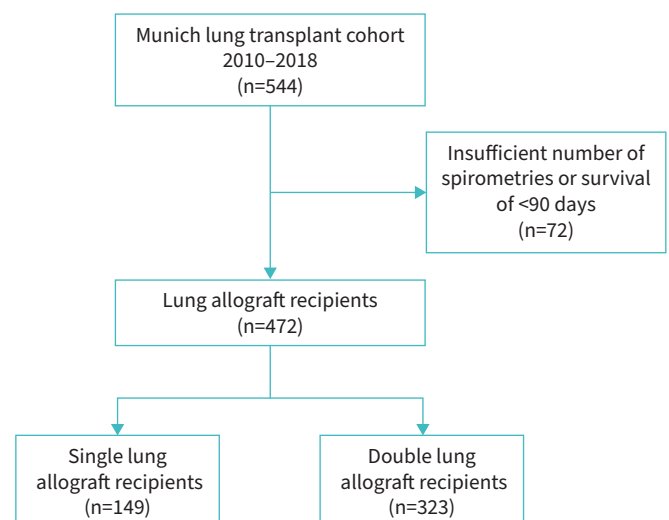 Munich lung transplant cohort
2010–2018
(n=544)
Insufficient number of
spirometries or survival
of <90 days
(n=72)
Lung allograft recipients
(n=472)
Single lung
allograft recipients
(n=149)
Double lung
allograft recipients
(n=323)